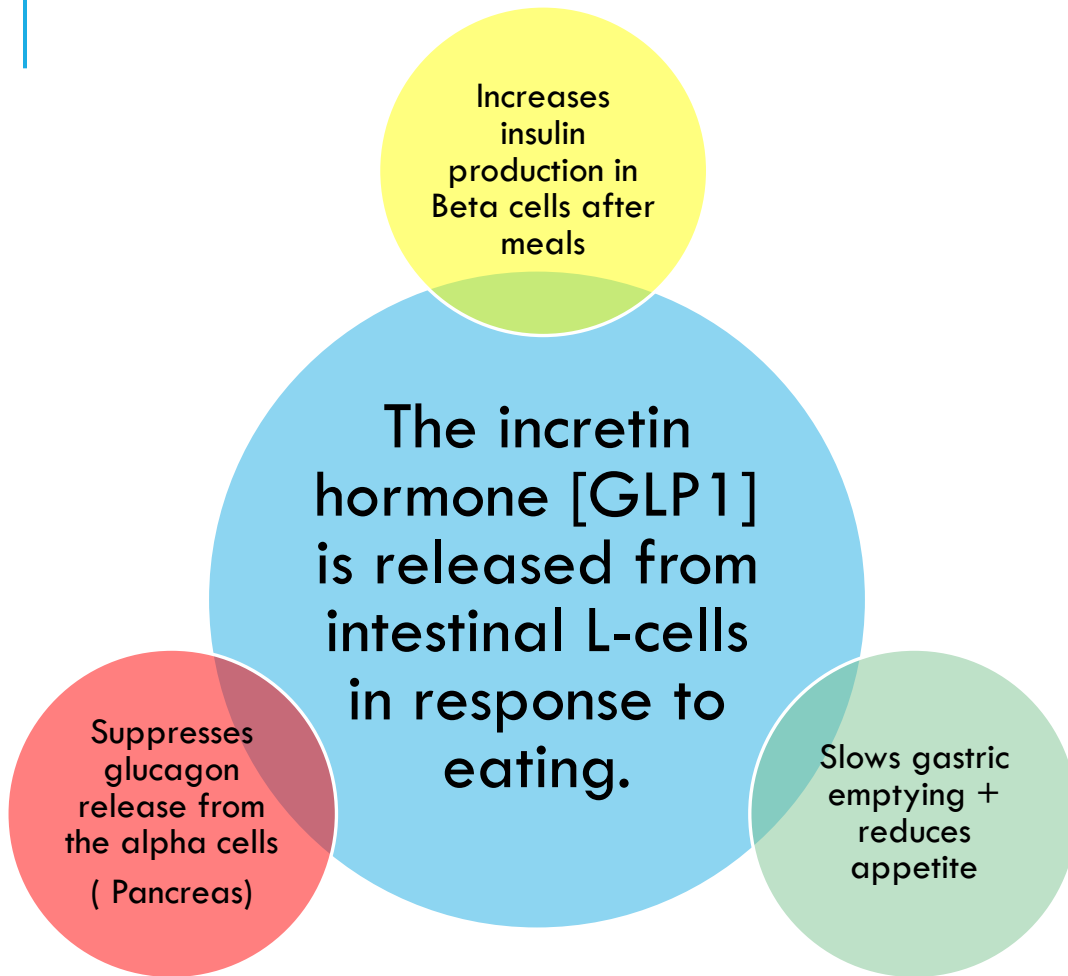 Increases
insulin
production in
Beta cells after
meals
The incretin
hormone [GLP1]
is released from
intestinal L-cells
in response to
eating.
Suppresses
glucagon
release from
the alpha cells
( Pancreas)
Slows gastric
emptying +
reduces
appetite